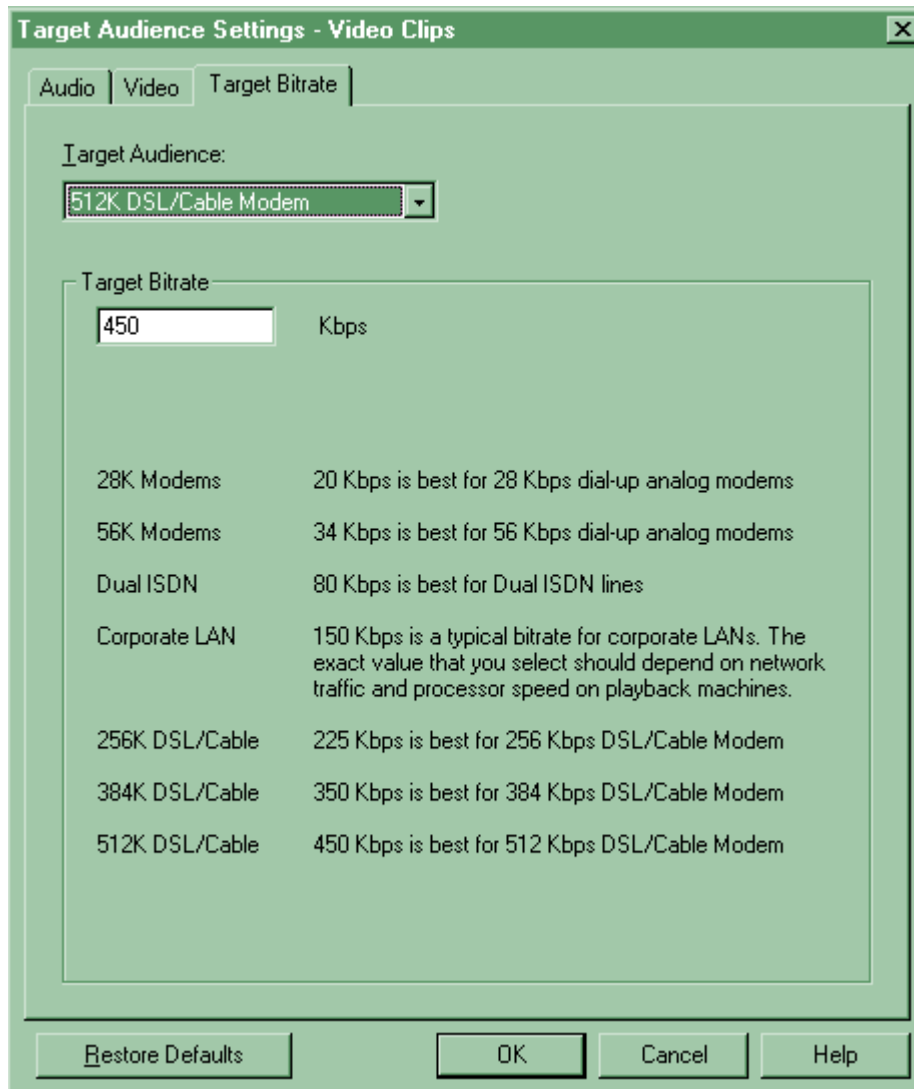 Target Audience Settings - Video Clips
Audio Video Target Bitrate
Target Audience:
512K DSL/Cable Modem
Target Bitrate
450 Kbps
28K Modems 20 Kbps is best for 28 Kbps dial-up analog modems
56K Modems 34 Kbps is best for 56 Kbps dial-up analog modems
Dual ISDN 80 Kbps is best for Dual ISDN lines
Corporate LAN 150 Kbps is a typical bitrate for corporate LANs. The
exact value that you select should depend on network
traffic and processor speed on playback machines.
256K DSL/Cable 225 Kbps is best for 256 Kbps DSL/Cable Modem
384K DSL/Cable 350 Kbps is best for 384 Kbps DSL/Cable Modem
512K DSL/Cable 450 Kbps is best for 512 Kbps DSL/Cable Modem
Restore Defaults OK Cancel Help